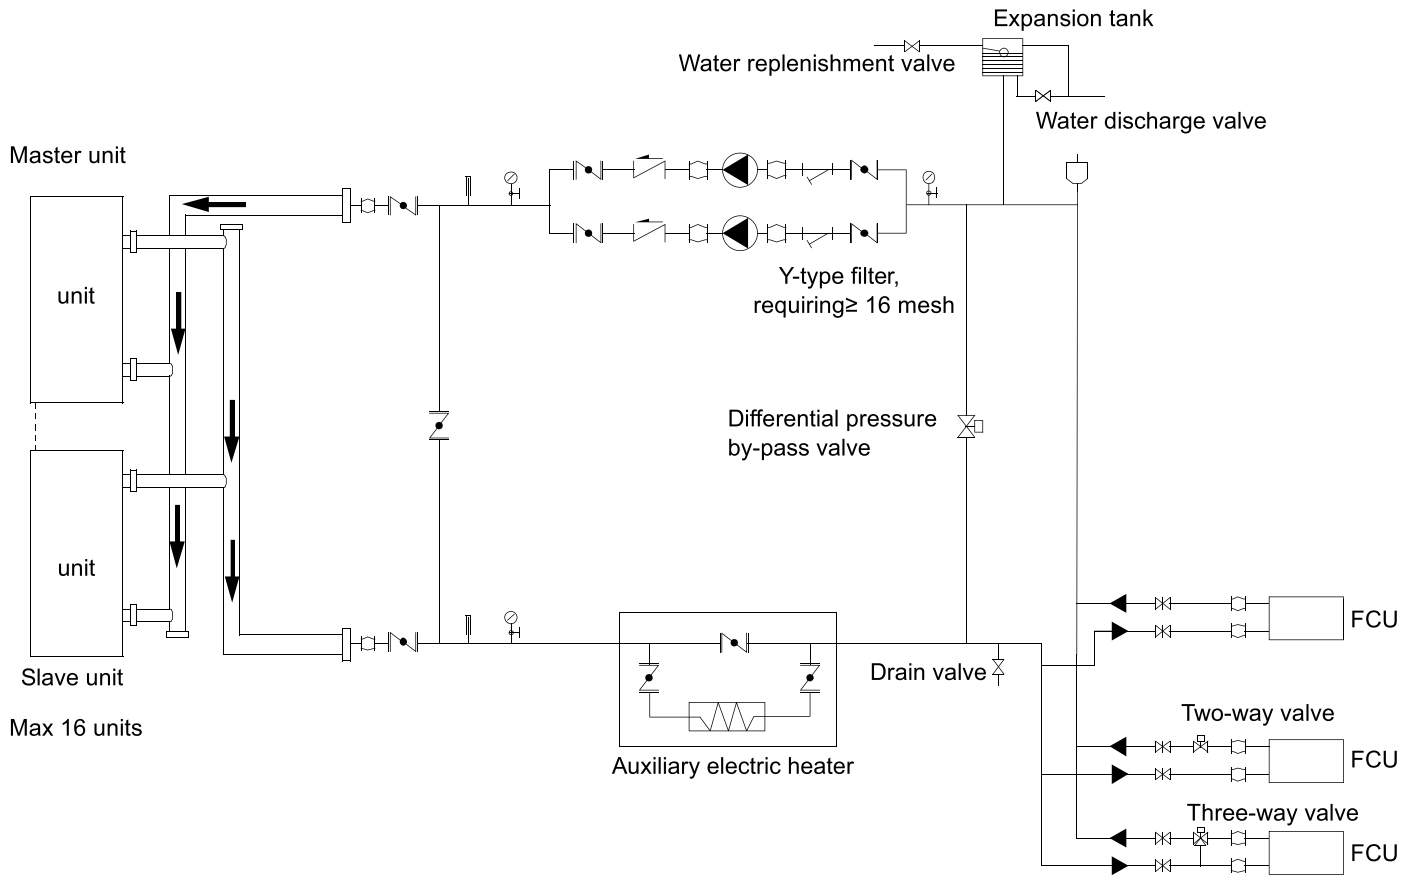 Expansion tank
Water replenishment valve
Water discharge valve
Master unit
unit
Y-type filter,
requiring≥ 16 mesh
Differential pressure
by-pass valve
unit
FCU
Slave unit
Drain valve
Max 16 units
Two-way valve
Auxiliary electric heater
FCU
Three-way valve
FCU